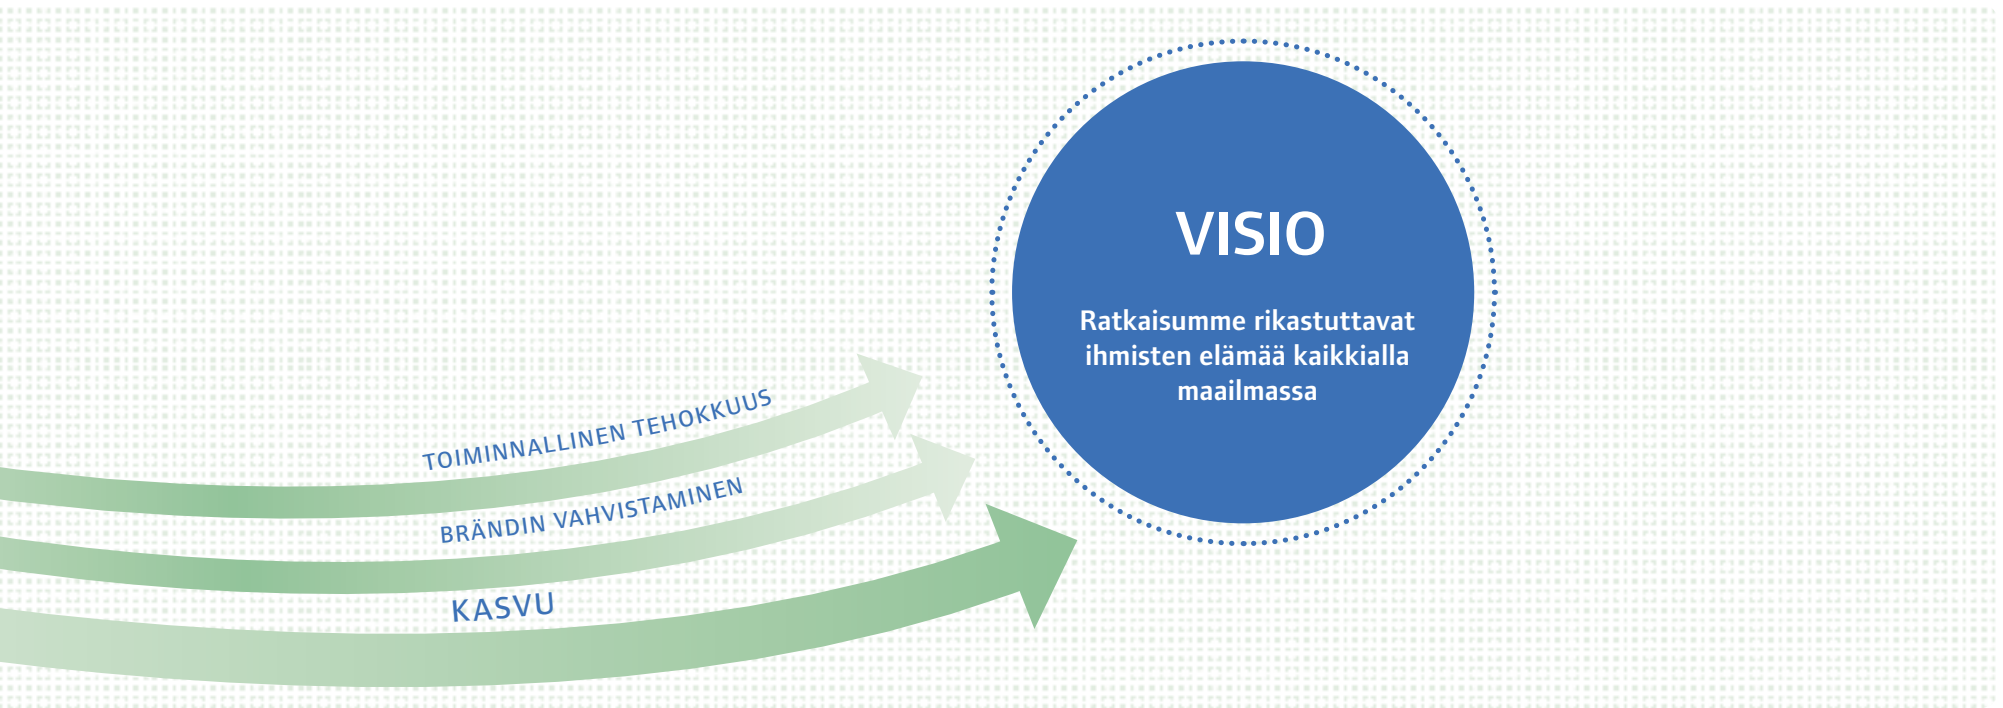 VISIO
Ratkaisumme rikastuttavat
ihmisten elämää kaikkialla
maailmassa
TOIMINNALLINEN TEHOKKUUS
BRÄNDIN VAHVISTAMINEN
KASVU